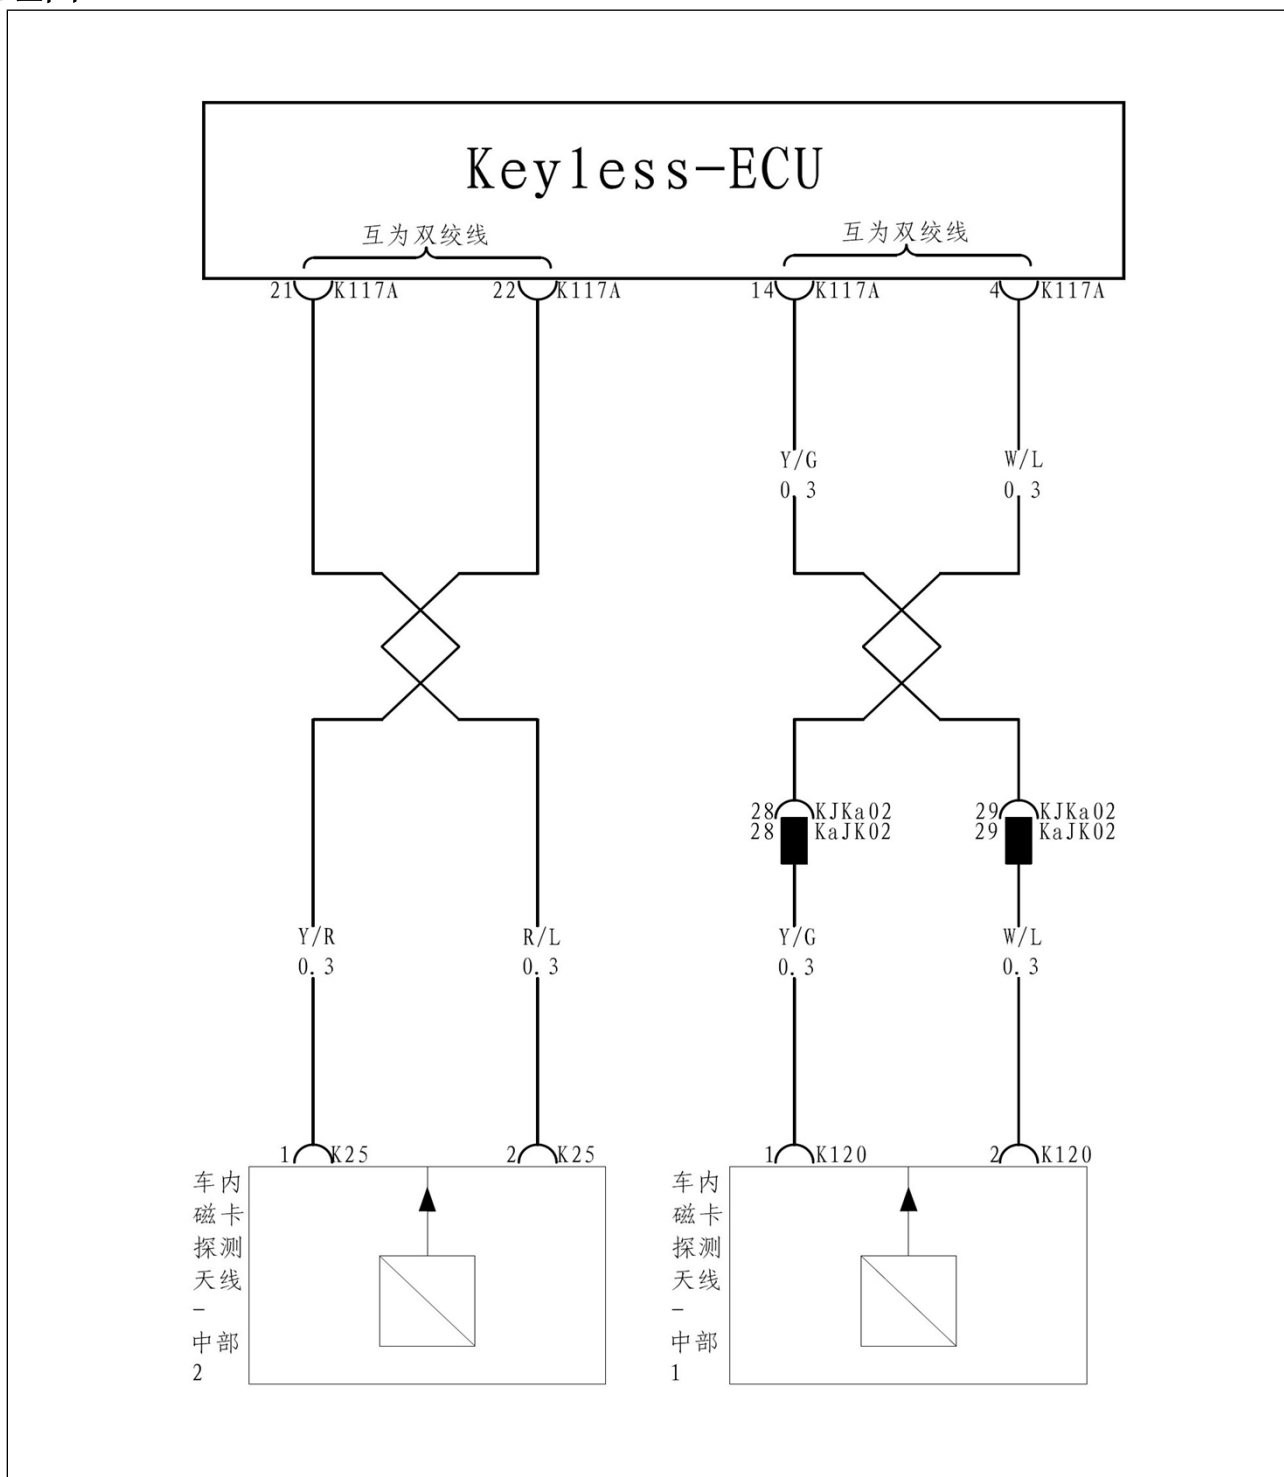 Keyless-ECU
互为双绞线 互为双绞线
21 K117A 22 K117A 14 K117A 4 K117A
Y/G W/L
0.3 0.3
28 KJKa02 29 KJKa02
28 KaJK02 29 KaJK02
Y/R R/L Y/G W/L
0.3 0.3 0.3 0.3
1 K25 2 K25 1 K120 2 K120
车内
磁卡
探测
天线
-
中部
2
车内
磁卡
探测
天线
-
中部
1